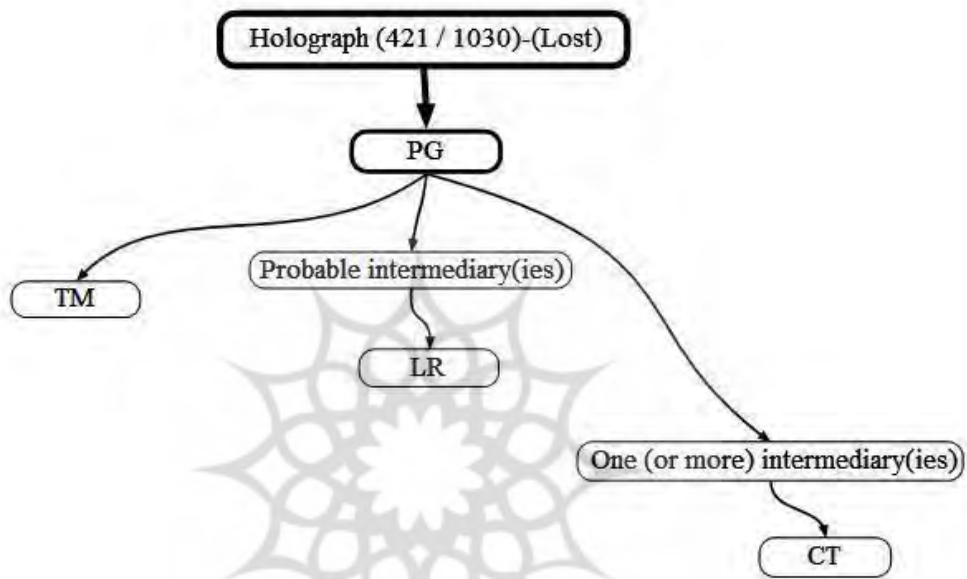 Holograph (421 / 1030)-(Lost)
PG
Probable intermediary(ies)
TM
LR
One (or more) intermediary(ies)
CT